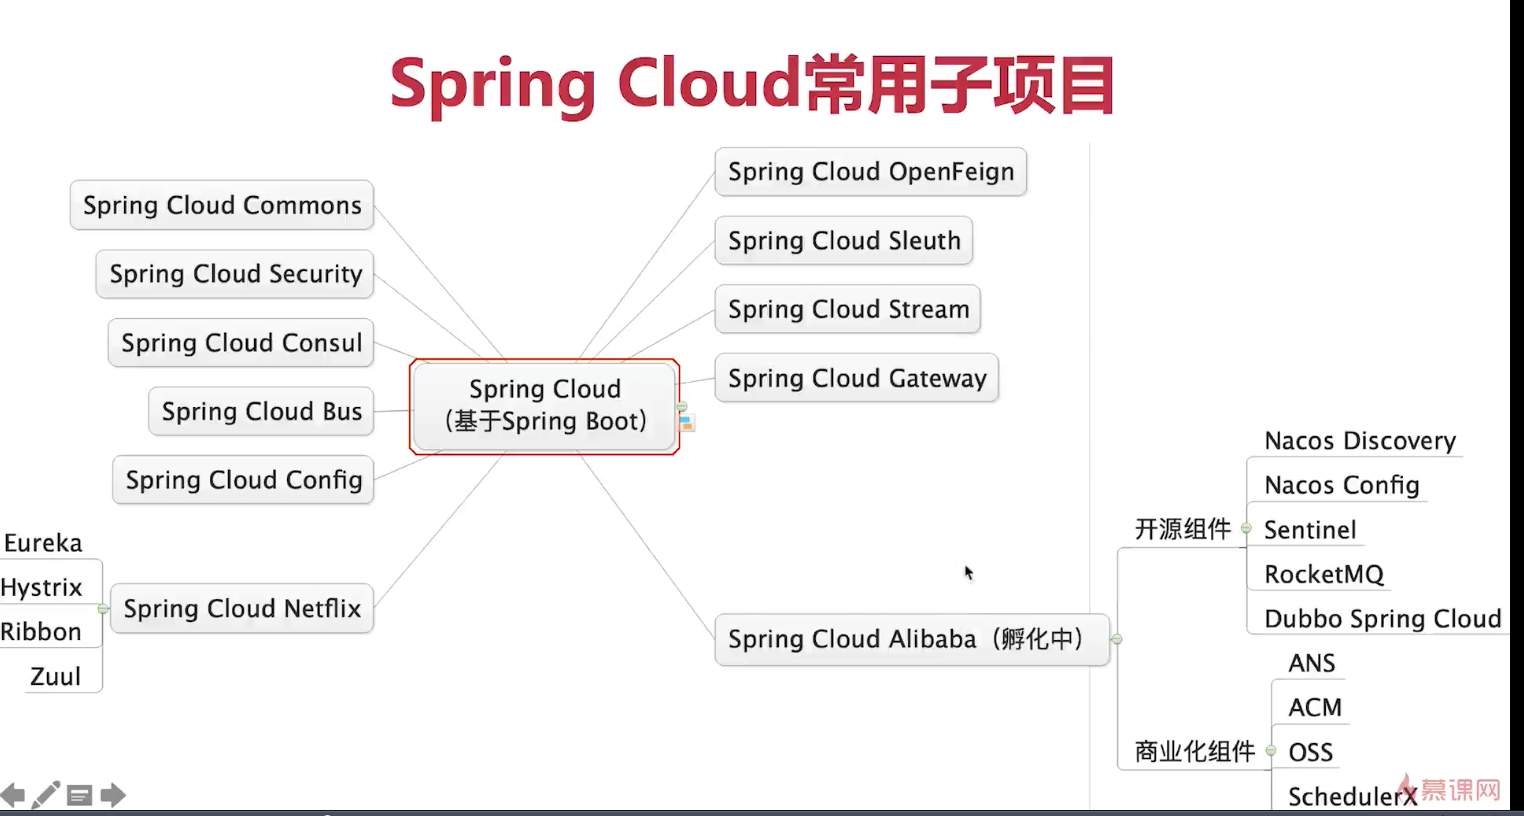 Spring Cloud常用子项目
Spring Cloud Commons
Spring Cloud Security
Spring Cloud Consul
Spring Cloud Bus
Spring Cloud Config
Spring Cloud Netflix
Eureka
Hystrix
Ribbon
Zuul
Spring Cloud
(基于Spring Boot)
Spring Cloud OpenFeign
Spring Cloud Sleuth
Spring Cloud Stream
Spring Cloud Gateway
Spring Cloud Alibaba（孵化中）
开源组件
Nacos Discovery
Nacos Config
Sentinel
RocketMQ
Dubbo Spring Cloud
商业化组件
ANS
ACM
OSS
SchedulerX
慕课网